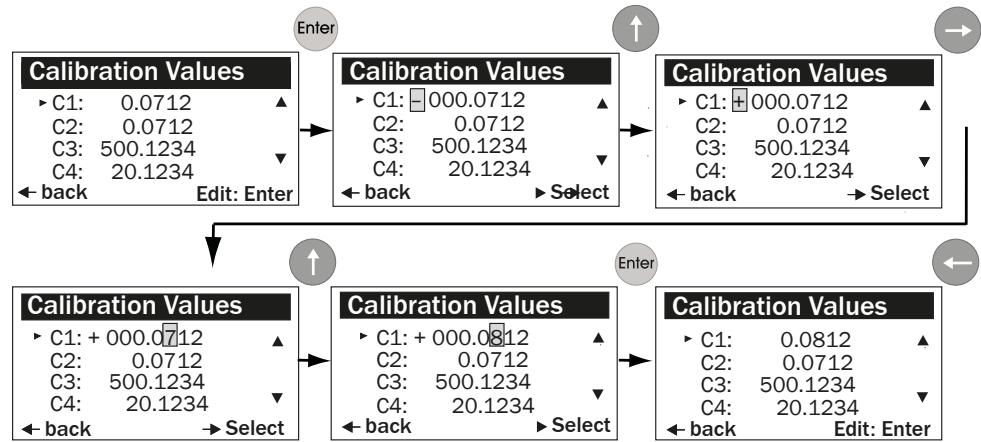 Enter
Calibration Values
C1: 0.0712
C2: 0.0712
C3: 500.1234
C4: 20.1234
back Edit: Enter
Calibration Values
C1: - 000.0712
C2: 0.0712
C3: 500.1234
C4: 20.1234
back Select
Calibration Values
C1: + 000.0712
C2: 0.0712
C3: 500.1234
C4: 20.1234
back Select
Enter
Calibration Values
C1: + 000.0712
C2: 0.0712
C3: 500.1234
C4: 20.1234
back Select
Calibration Values
C1: + 000.0812
C2: 0.0712
C3: 500.1234
C4: 20.1234
back Select
Calibration Values
C1: 0.0812
C2: 0.0712
C3: 500.1234
C4: 20.1234
back Edit: Enter